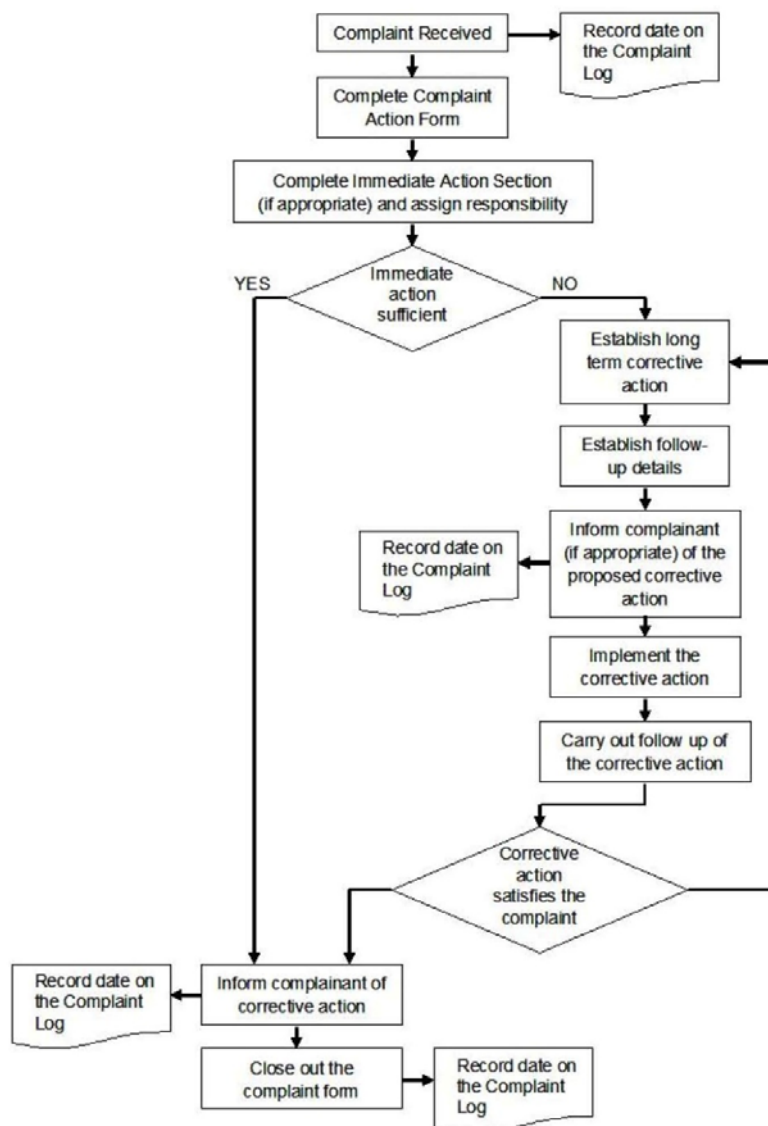 Complaint Received
Record date on
the Complaint
Log
Complete Complaint
Action Form
Complete Immediate Action Section
(if appropriate) and assign responsibility
YES
Immediate
action
sufficient
NO
Establish long
term corrective
action
Establish follow-
up details
Record date on
the Complaint
Log
Inform complainant
(if appropriate) of the
proposed corrective
action
Implement the
corrective action
Carry out follow up of
the corrective action
Corrective
action
satisfies the
complaint
Record date on
the Complaint
Log
Inform complainant of
corrective action
Close out the
complaint form
Record date on
the Complaint
Log